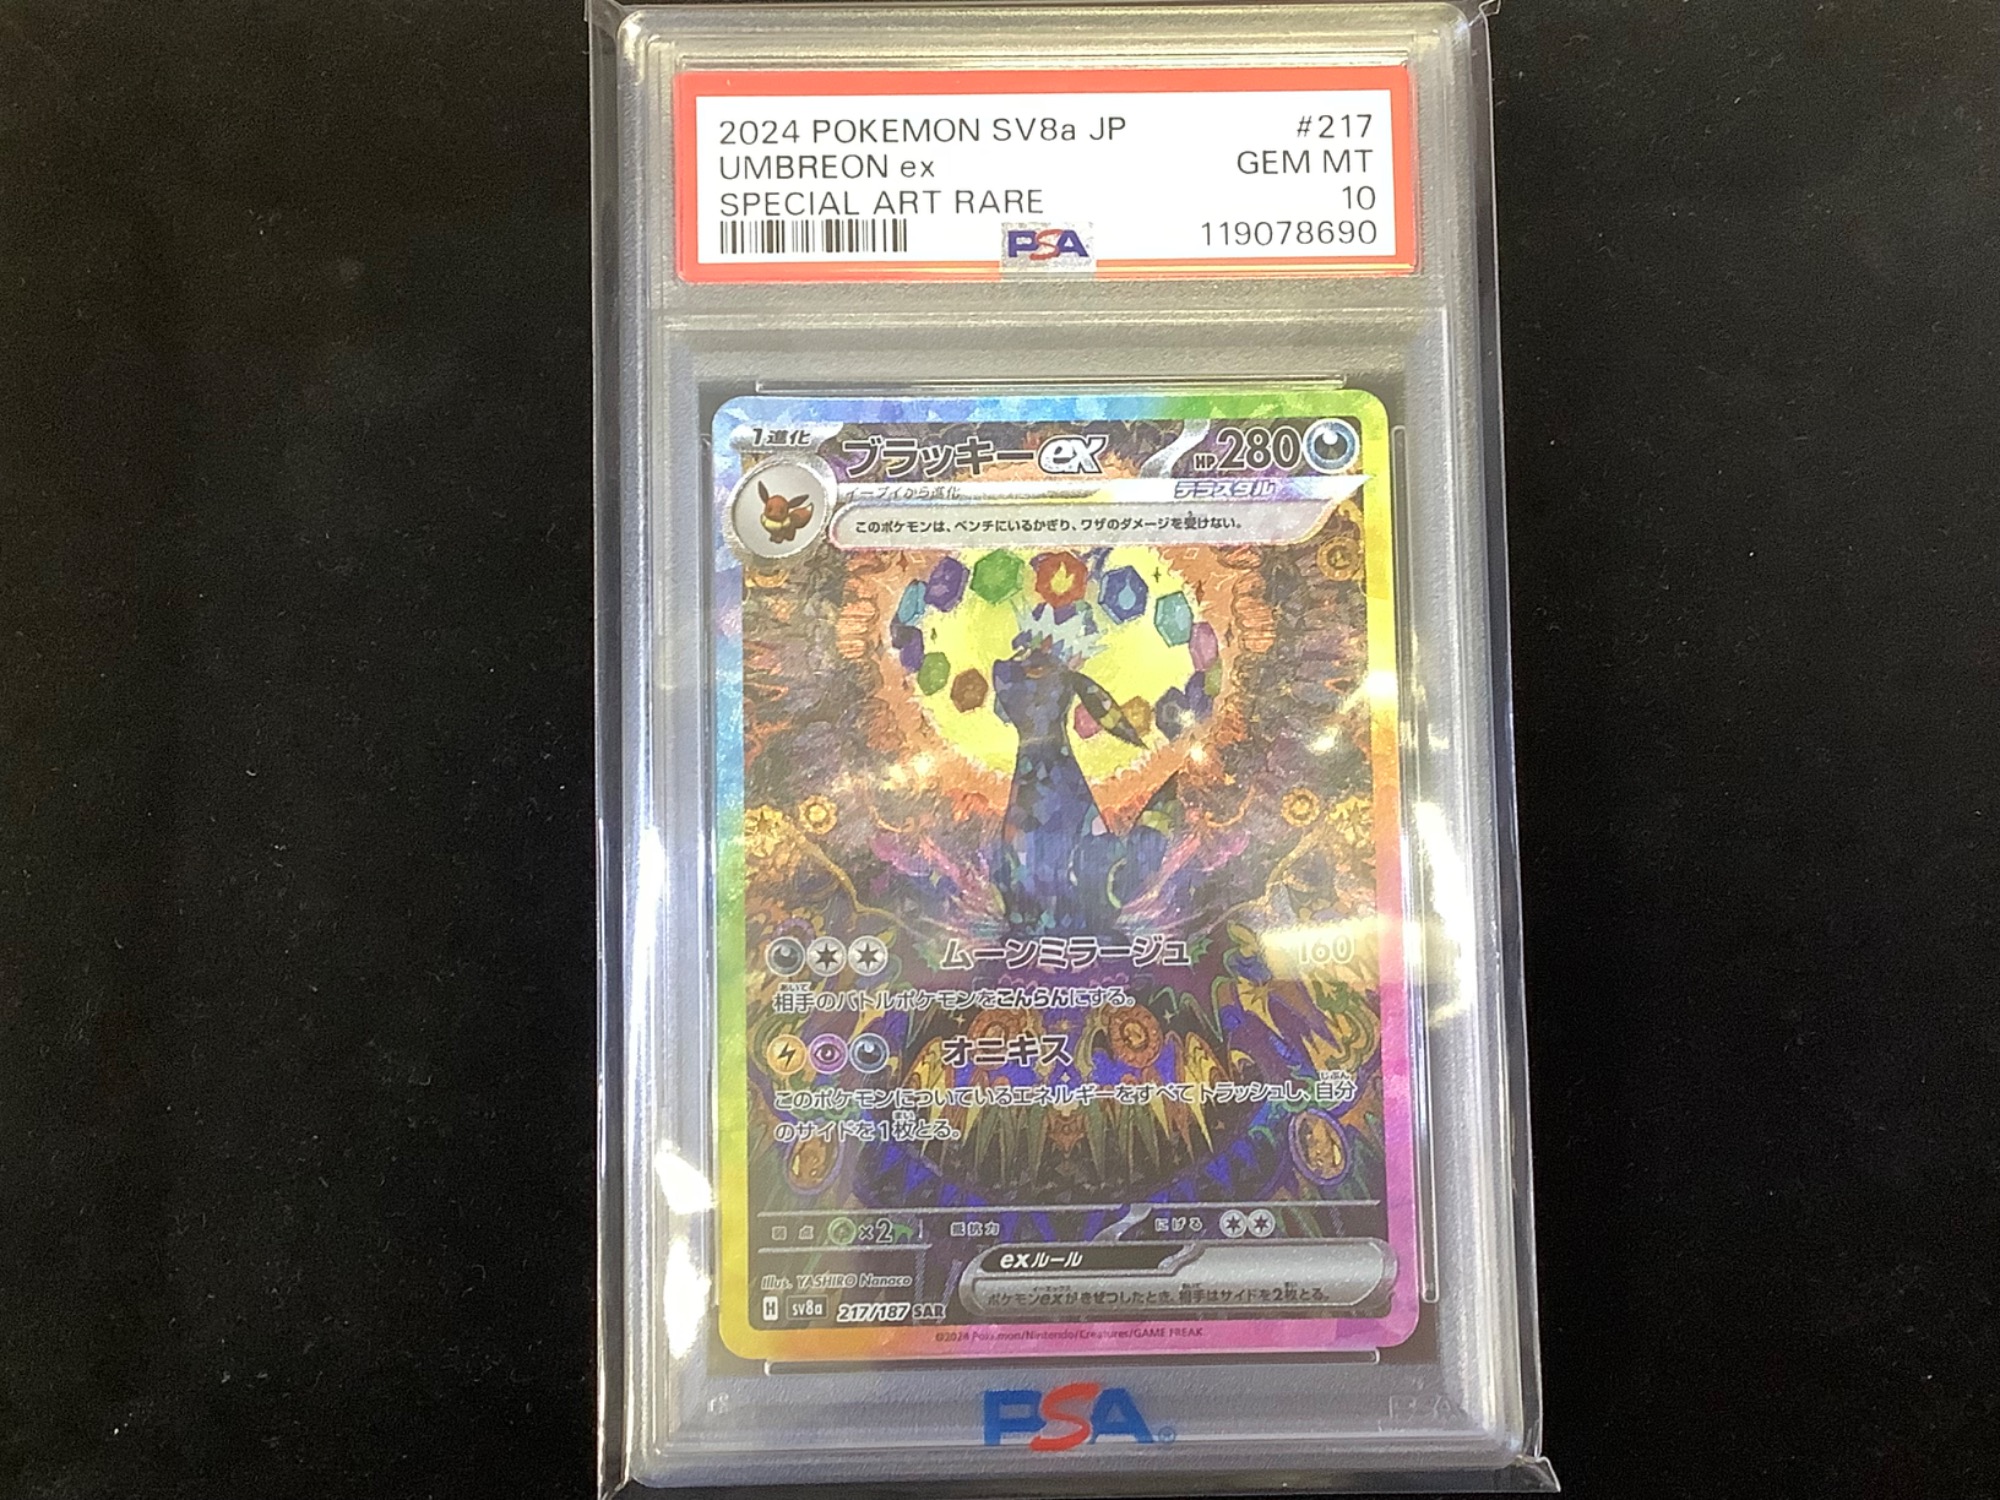 2024 POKEMON SV8a JP #217
UMBREON ex GEM MT
SPECIAL ART RARE 10
PSA 119078690
1進化 ブラッキーex HP280
イーブイから進化 テラスタル
このポケモンは、ベンチにいるかぎり、ワザのダメージを受けない。
ムーンミラージュ 160
相手のバトルポケモンをこんらんにする。
オニキス
このポケモンについているエネルギーをすべてトラッシュし、自分
のサイドを1枚とる。
弱点 ×2 抵抗力 にげる
exルール
ポケモンexがきぜつしたとき、相手はサイドを2枚とる。
Illus. YASHIRO Nanaco
H sv8a 217/187 SAR
©2024 Pokémon/Nintendo/Creatures/GAME FREAK
PSA